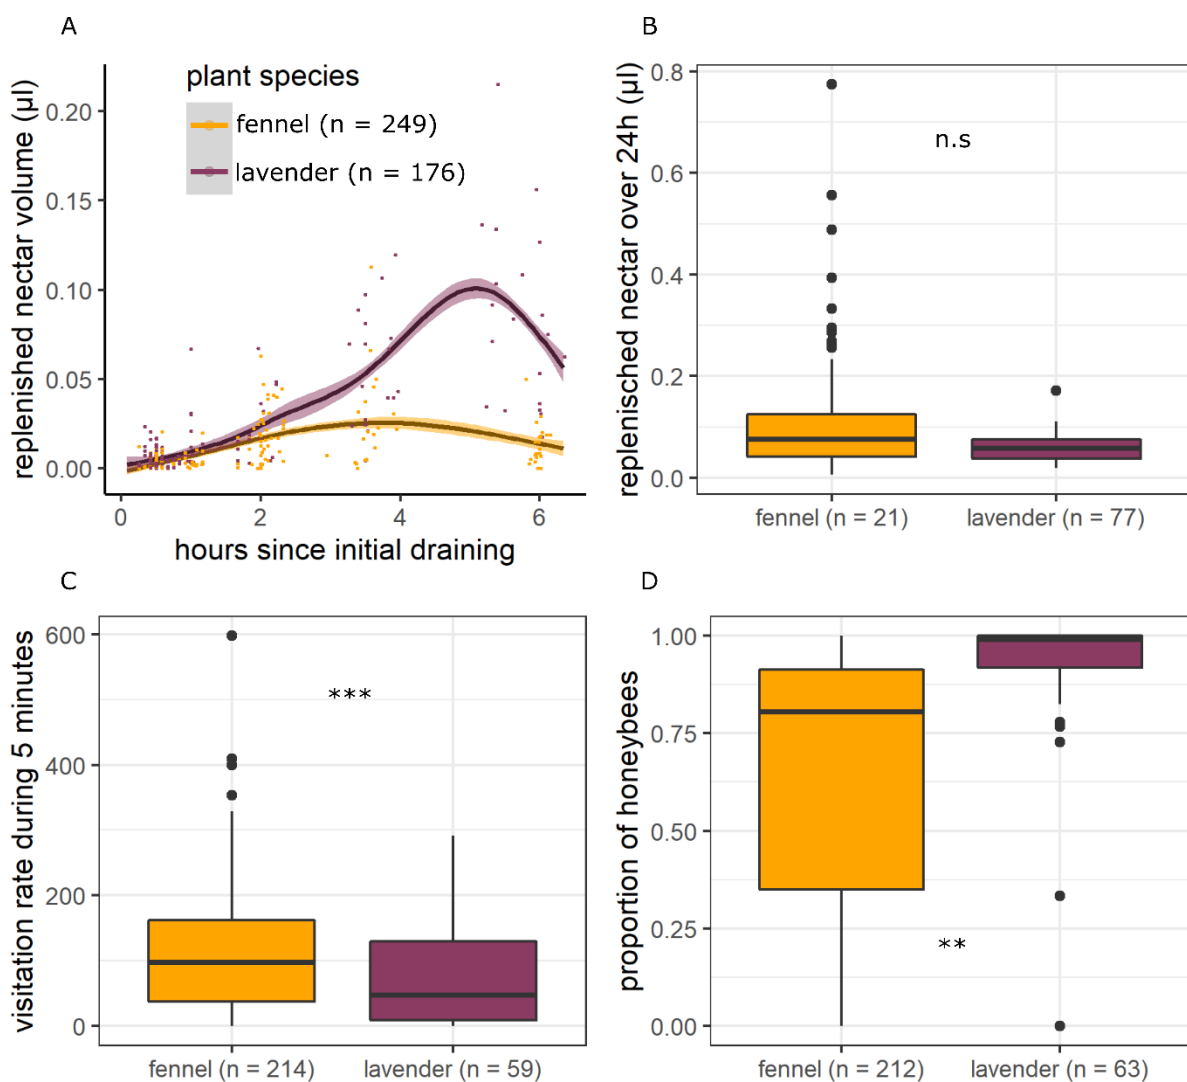 A
replenished nectar volume (µl)
0.20
0.15
0.10
0.05
0.00
plant species
fennel (n = 249)
lavender (n = 176)
0 2 4 6
hours since initial draining
B
replenisched nectar over 24h (µl)
0.8
0.6
0.4
0.2
0.0
n.s
fennel (n = 21) lavender (n = 77)
C
visitation rate during 5 minutes
600
400
200
0
***
fennel (n = 214) lavender (n = 59)
D
proportion of honeybees
1.00
0.75
0.50
0.25
0.00
**
fennel (n = 212) lavender (n = 63)